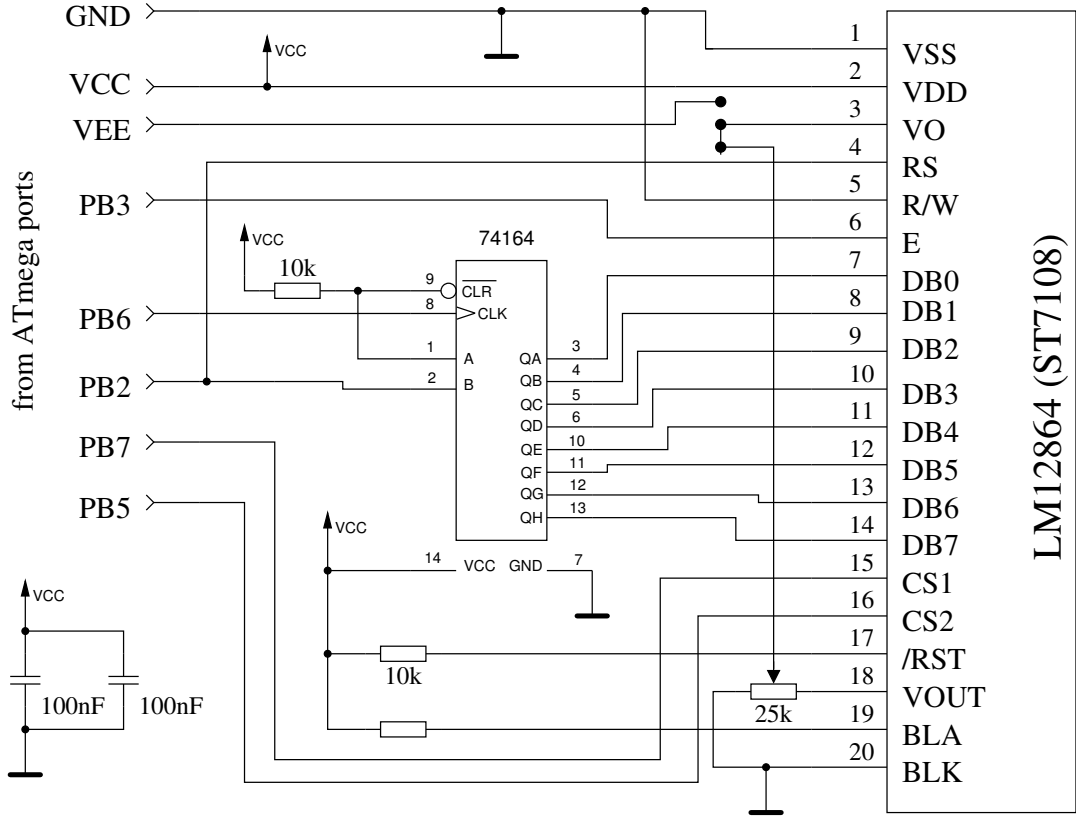 GND
VCC
VCC
VEE
PB3
PB6
PB2
PB7
PB5
from ATmega ports
VCC
10k
74164
9 CLR
8 CLK
1 A
2 B
QA 3
QB 4
QC 5
QD 6
QE 10
QF 11
QG 12
QH 13
VCC
14 VCC GND 7
10k
VCC
100nF 100nF
25k
1 VSS
2 VDD
3 VO
4 RS
5 R/W
6 E
7 DB0
8 DB1
9 DB2
10 DB3
11 DB4
12 DB5
13 DB6
14 DB7
15 CS1
16 CS2
17 /RST
18 VOUT
19 BLA
20 BLK
LM12864 (ST7108)